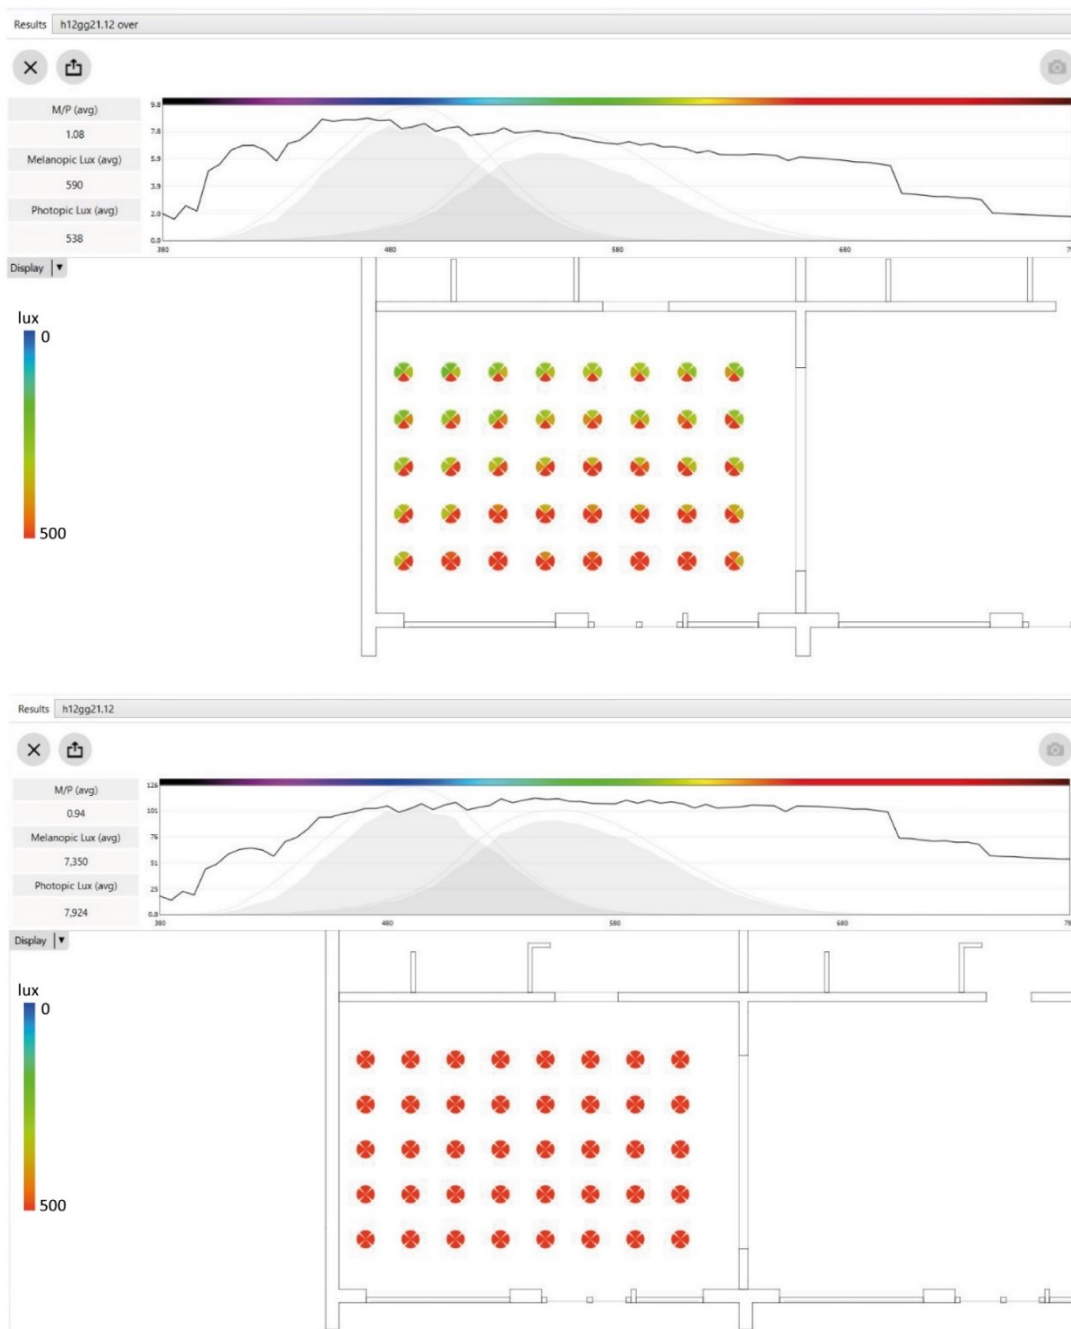 Results h12gg21.12 over
M/P (avg)
1.08
Melanopic Lux (avg)
590
Photopic Lux (avg)
538
9.8
7.8
5.9
3.9
2.0
0.0
380 480 580 680
Display
lux
0
500
Results h12gg21.12
M/P (avg)
0.94
Melanopic Lux (avg)
7,350
Photopic Lux (avg)
7,924
126
101
76
51
25
0.0
380 480 580 680
Display
lux
0
500